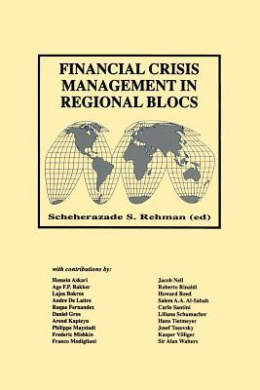 FINANCIAL CRISIS
MANAGEMENT IN
REGIONAL BLOCS
Scheherazade S. Rehman (ed)
with contributions by:
Hossein Askari
Age F.P. Bakker
Lajos Bokros
Andre De Lattre
Roque Fernandez
Daniel Gros
Arend Kapteyn
Philippe Maystadt
Frederic Mishkin
Franco Modigliani
Jacob Nell
Roberto Rinaldi
Howard Reed
Salem A.A. Al-Sabah
Carlo Santini
Liliana Schumacher
Hans Tietmeyer
Josef Tosovsky
Kaspar Villiger
Sir Alan Walters